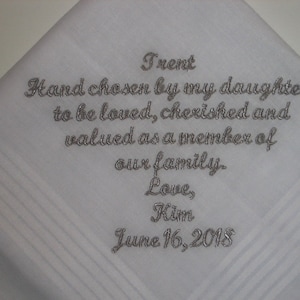 Trent
Hand chosen by my daughte
to be loved, cherished and
valued as a member of
our family.
Love,
Kim
June 16, 2018